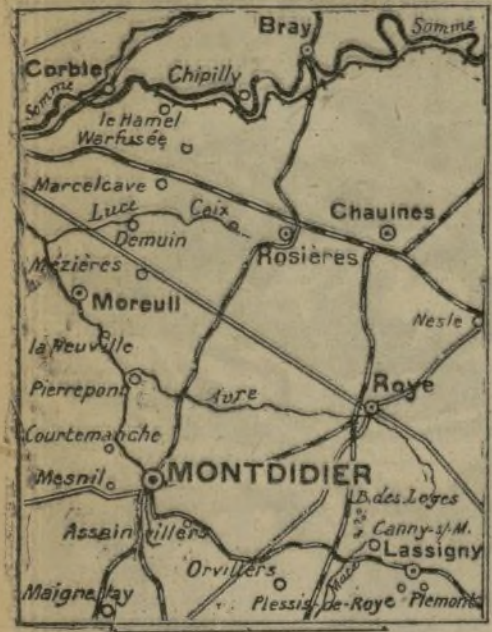 Bray
Somme
Corbie
Chipilly
Somme
le Hamel
Warfusée
Marcelcave
Luce
Caix
Chaulnes
Demuin
Rosières
Mézières
Moreuil
Nesle
la Neuville
Pierrepont
Avre
Roye
Courtemanche
MONTDIDIER
Mesnil
B. des Loges
Assainvillers
Canny-s/-M.
Lassigny
Orvillers
Matz
Maignelay
Plessis-de-Roye
Plemont